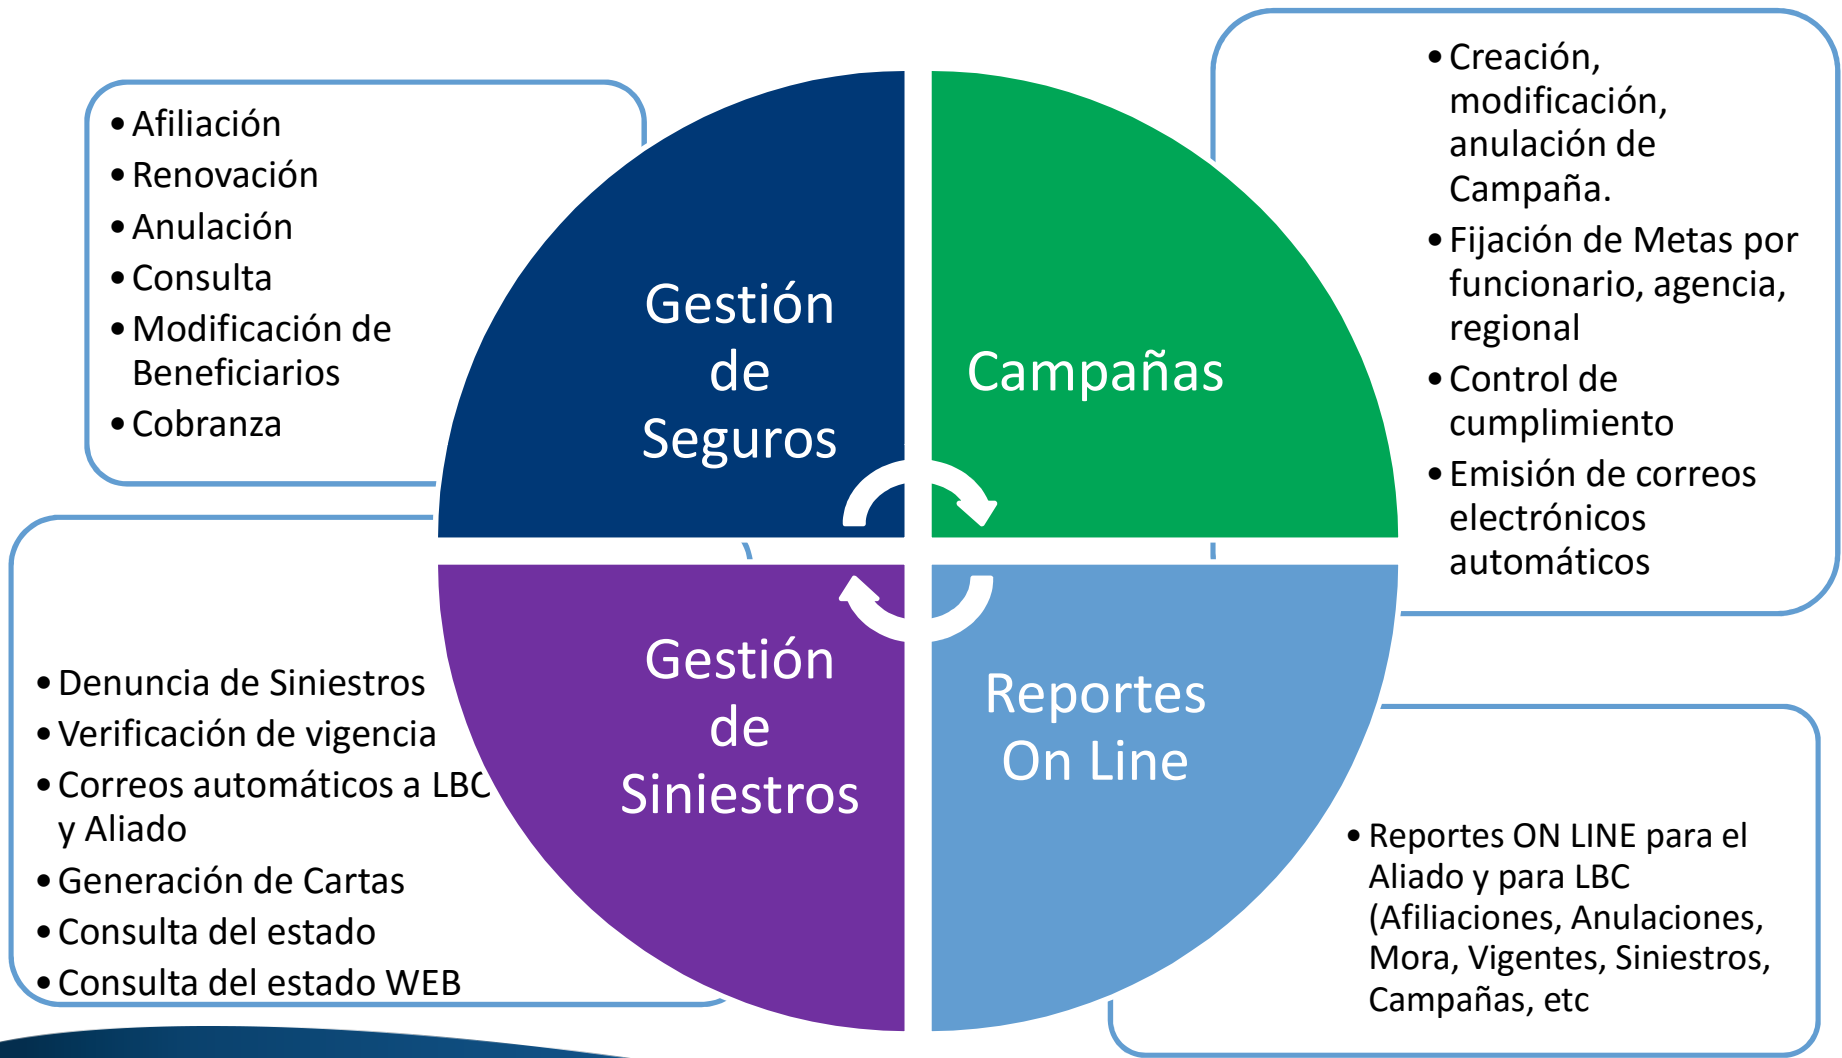 • Afiliación
• Renovación
• Anulación
• Consulta
• Modificación de
Beneficiarios
• Cobranza
Gestión
de
Seguros
Campañas
• Creación,
modificación,
anulación de
Campaña.
• Fijación de Metas por
funcionario, agencia,
regional
• Control de
cumplimiento
• Emisión de correos
electrónicos
automáticos
• Denuncia de Siniestros
• Verificación de vigencia
• Correos automáticos a LBC
y Aliado
• Generación de Cartas
• Consulta del estado
• Consulta del estado WEB
Gestión
de
Siniestros
Reportes
On Line
• Reportes ON LINE para el
Aliado y para LBC
(Afiliaciones, Anulaciones,
Mora, Vigentes, Siniestros,
Campañas, etc